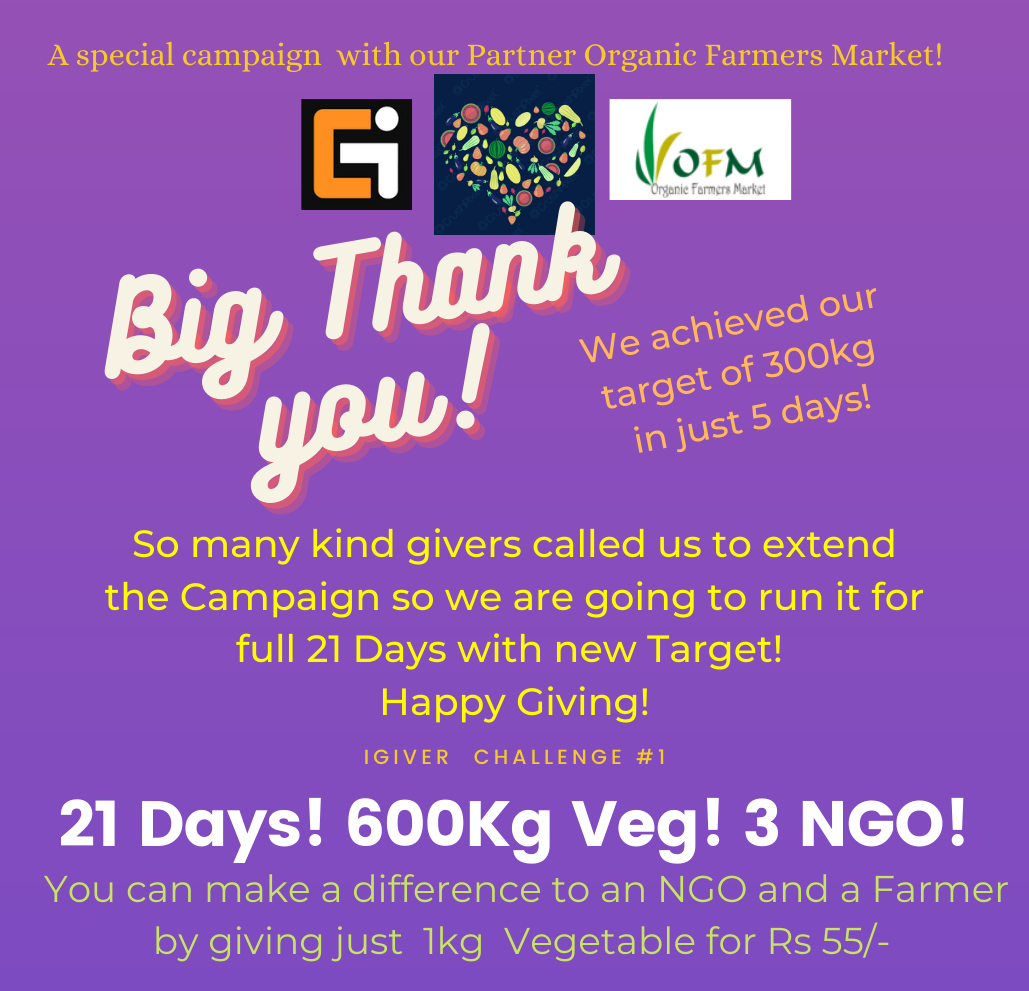 A special campaign with our Partner Organic Farmers Market!
OFM
Organic Farmers Market
Big Thank
you!
We achieved our
target of 300kg
in just 5 days!
So many kind givers called us to extend
the Campaign so we are going to run it for
full 21 Days with new Target!
Happy Giving!
IGIVER CHALLENGE #1
21 Days! 600Kg Veg! 3 NGO!
You can make a difference to an NGO and a Farmer
by giving just 1kg Vegetable for Rs 55/-